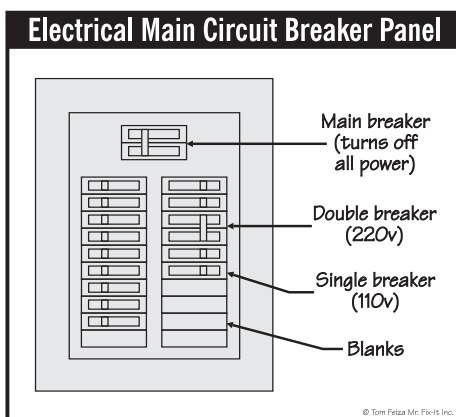 Electrical Main Circuit Breaker Panel
Main breaker
(turns off
all power)
Double breaker
(220v)
Single breaker
(110v)
Blanks
© Tom Feiza Mr. Fix-It Inc.